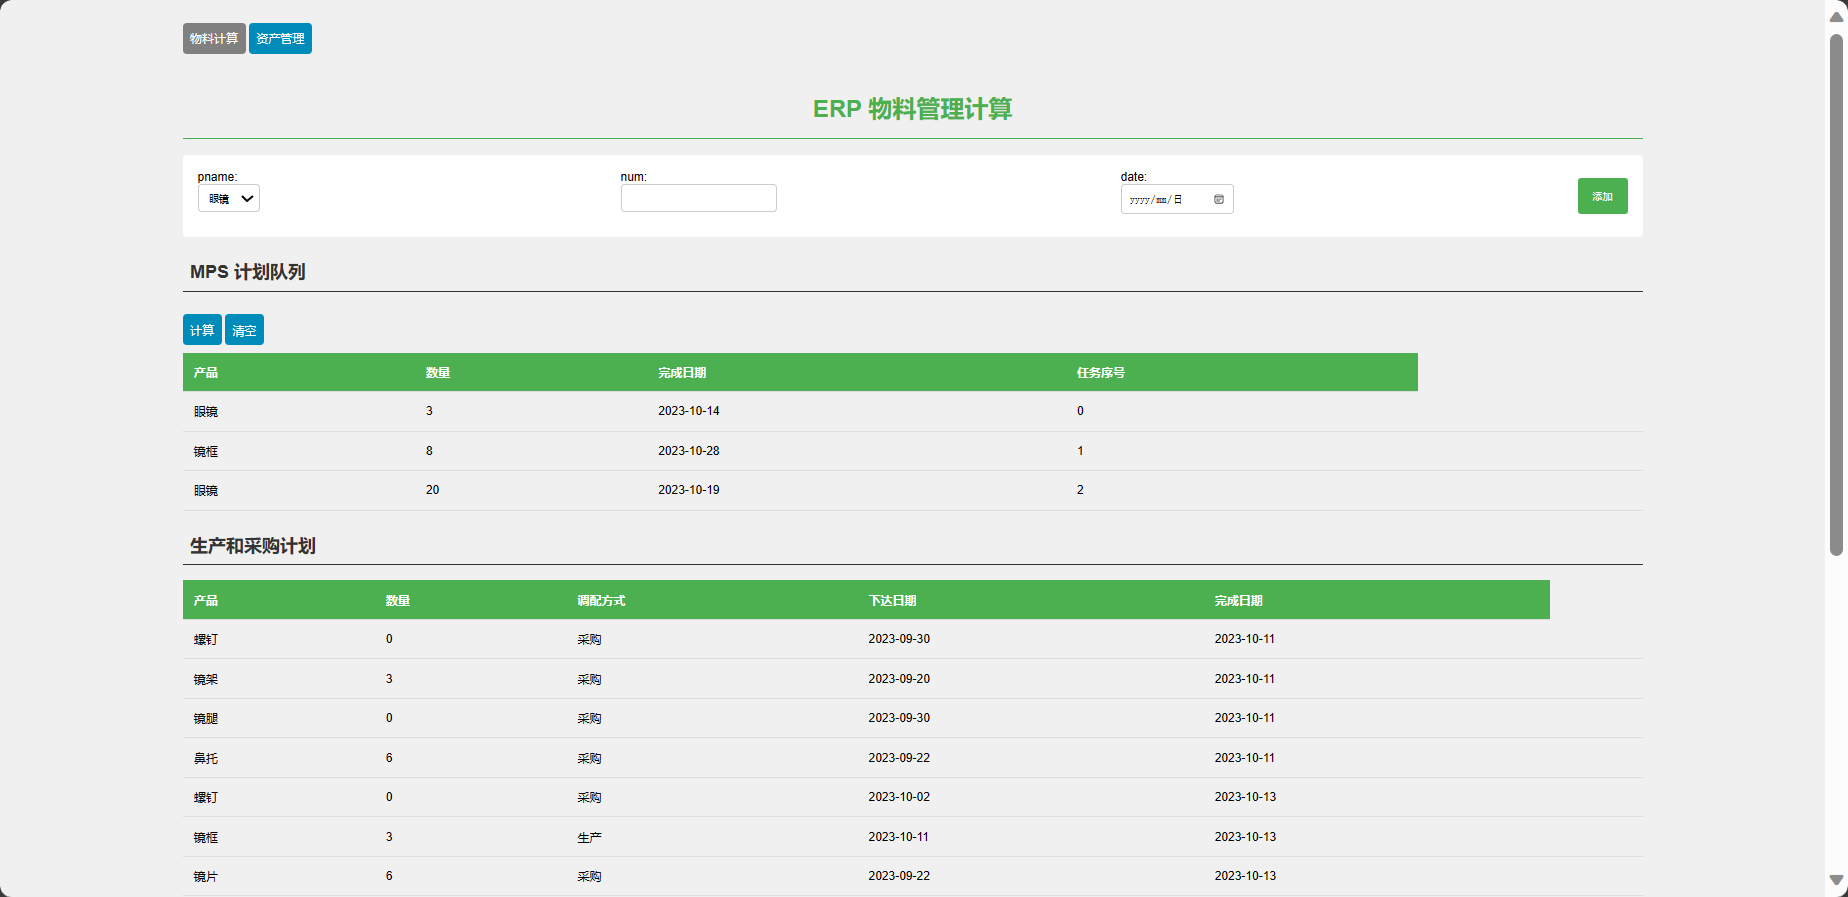 物料计算 资产管理
ERP 物料管理计算
pname: num: date:
眼镜 yyyy/mm/日 添加
MPS 计划队列
计算 清空
产品 数量 完成日期 任务序号
眼镜 3 2023-10-14 0
镜框 8 2023-10-28 1
眼镜 20 2023-10-19 2
生产和采购计划
产品 数量 调配方式 下达日期 完成日期
螺钉 0 采购 2023-09-30 2023-10-11
镜架 3 采购 2023-09-20 2023-10-11
镜腿 0 采购 2023-09-30 2023-10-11
鼻托 6 采购 2023-09-22 2023-10-11
螺钉 0 采购 2023-10-02 2023-10-13
镜框 3 生产 2023-10-11 2023-10-13
镜片 6 采购 2023-09-22 2023-10-13